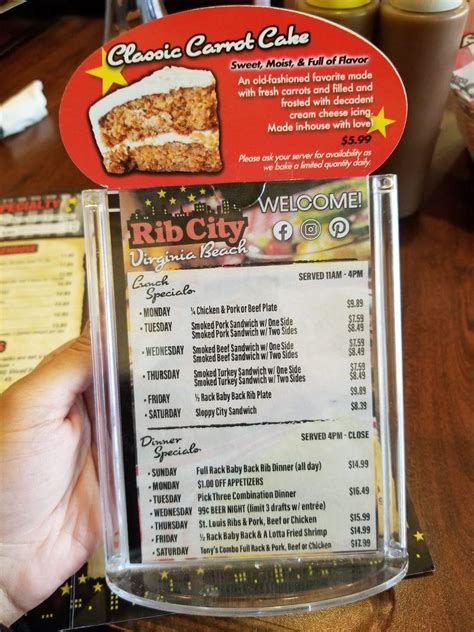 Classic Carrot Cake
Sweet, Moist, & Full of Flavor
An old-fashioned favorite made
with fresh carrots and filled and
frosted with decadent
cream cheese icing.
Made in-house with love!
$5.99
Please ask your server for availability as
we bake a limited quantity daily.
WELCOME!
Rib City
Virginia Beach
Lunch
Specials
SERVED 11AM - 4PM
• MONDAY ¼ Chicken & Pork or Beef Plate $9.89
• TUESDAY Smoked Pork Sandwich w/ One Side $7.59
Smoked Pork Sandwich w/ Two Sides $8.49
• WEDNESDAY Smoked Beef Sandwich w/ One Side $7.59
Smoked Beef Sandwich w/ Two Sides $8.49
• THURSDAY Smoked Turkey Sandwich w/ One Side $7.59
Smoked Turkey Sandwich w/ Two Sides $8.49
• FRIDAY ½ Rack Baby Back Rib Plate $9.89
• SATURDAY Sloppy City Sandwich $8.39
Dinner
Specials
SERVED 4PM - CLOSE
• SUNDAY Full Rack Baby Back Rib Dinner (all day) $14.99
• MONDAY $1.00 OFF APPETIZERS
• TUESDAY Pick Three Combination Dinner $16.49
• WEDNESDAY 99¢ BEER NIGHT (limit 3 drafts w/ entrée)
• THURSDAY St. Louis Ribs & Pork, Beef or Chicken $15.99
• FRIDAY ½ Rack Baby Back & A Lotta Fried Shrimp $14.99
• SATURDAY Tony's Combo Full Rack & Pork, Beef or Chicken $17.99